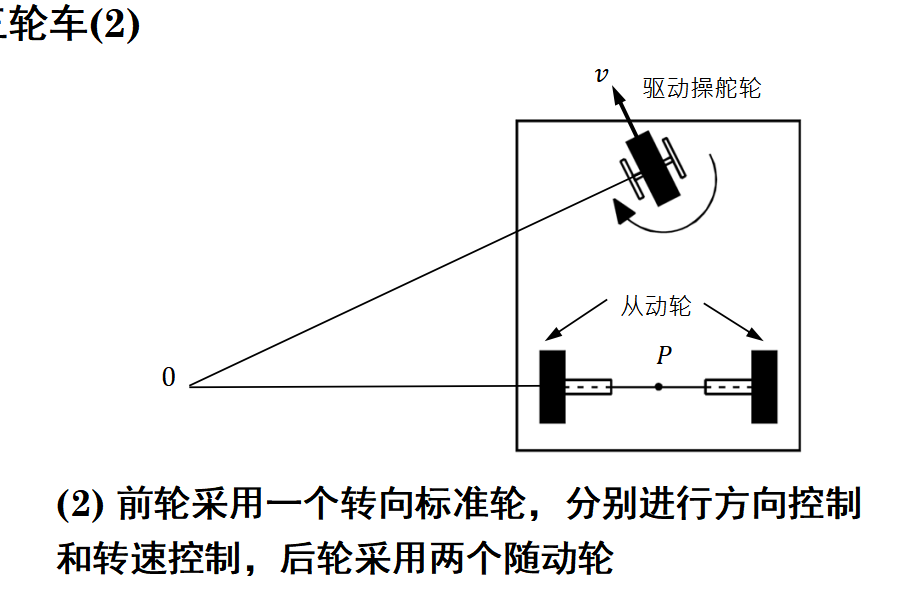 轮车(2)
v
驱动操舵轮
从动轮
P
0
(2) 前轮采用一个转向标准轮，分别进行方向控制
和转速控制，后轮采用两个随动轮